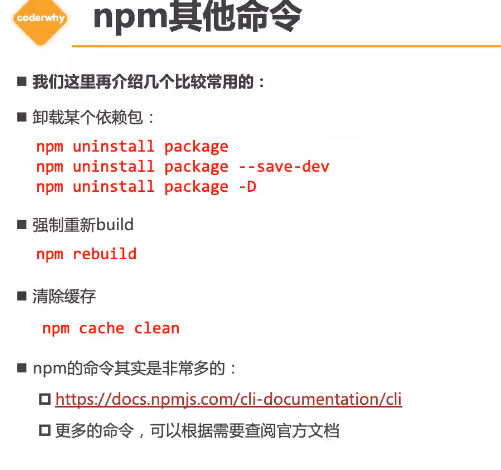 coderwhy
npm其他命令
■ 我们这里再介绍几个比较常用的：
■ 卸载某个依赖包：
npm uninstall package
npm uninstall package --save-dev
npm uninstall package -D
■ 强制重新build
npm rebuild
■ 清除缓存
npm cache clean
■ npm的命令其实是非常多的：
https://docs.npmjs.com/cli-documentation/cli
更多的命令，可以根据需要查阅官方文档